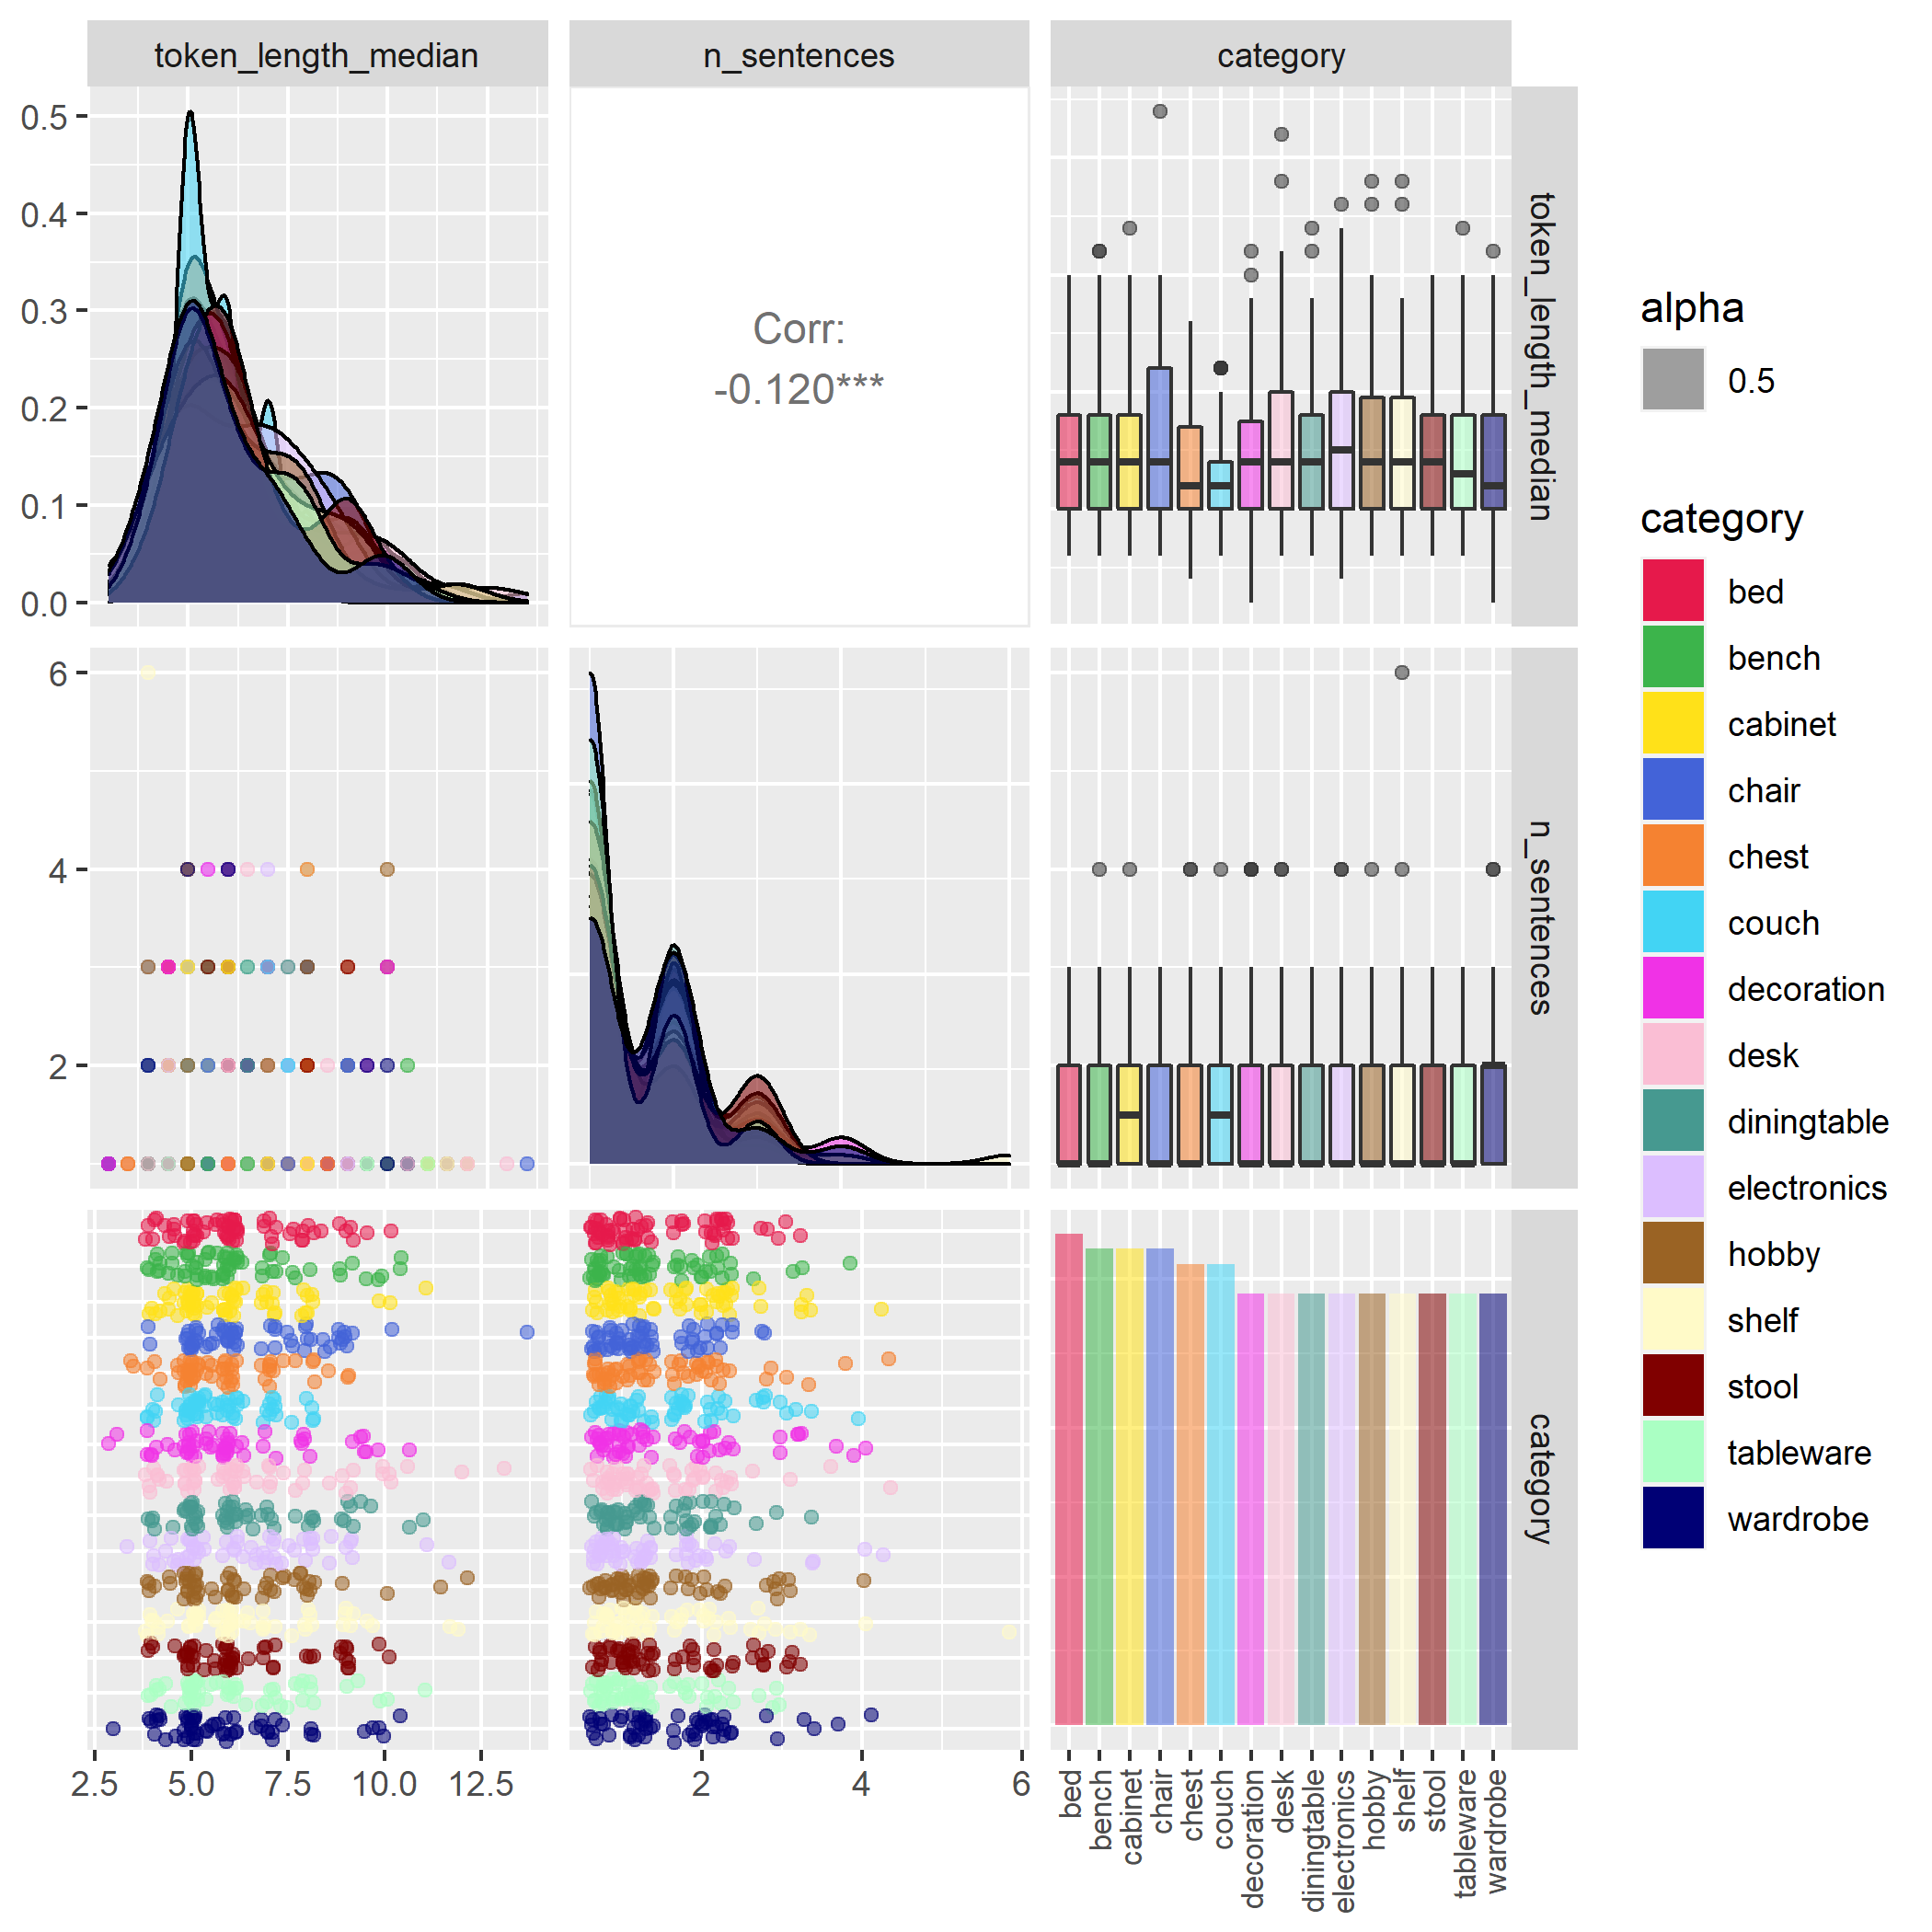 token_length_median
n_sentences
category
0.5
0.4
0.3
0.2
0.1
0.0
Corr:
-0.120***
token_length_median
6
4
2
n_sentences
category
2.5
5.0
7.5
10.0
12.5
2
4
6
bed
bench
cabinet
chair
chest
couch
decoration
desk
diningtable
electronics
hobby
shelf
stool
tableware
wardrobe
alpha
0.5
category
bed
bench
cabinet
chair
chest
couch
decoration
desk
diningtable
electronics
hobby
shelf
stool
tableware
wardrobe